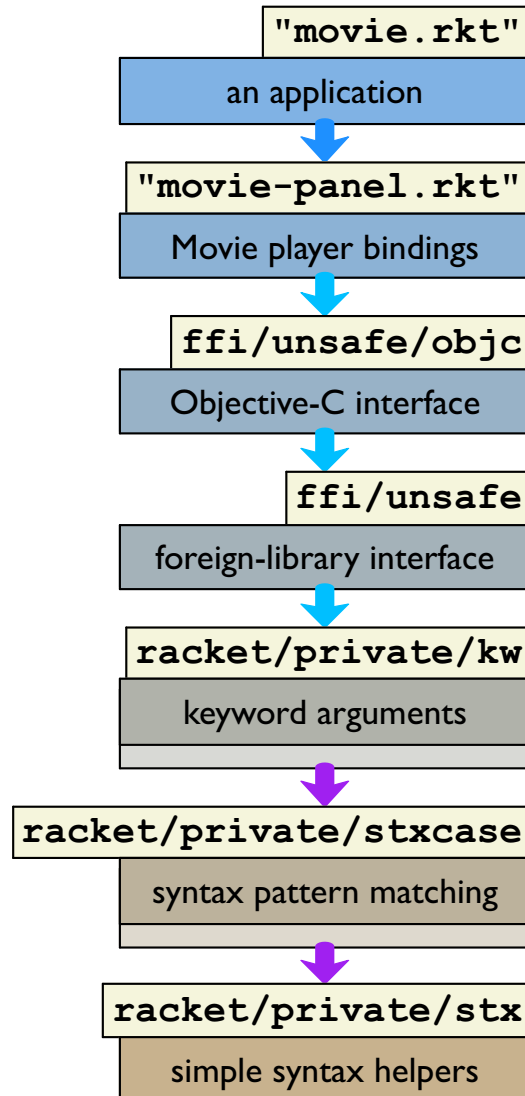 "movie.rkt"
an application
"movie-panel.rkt"
Movie player bindings
ffi/unsafe/objc
Objective-C interface
ffi/unsafe
foreign-library interface
racket/private/kw
keyword arguments
racket/private/stxcase
syntax pattern matching
racket/private/stx
simple syntax helpers